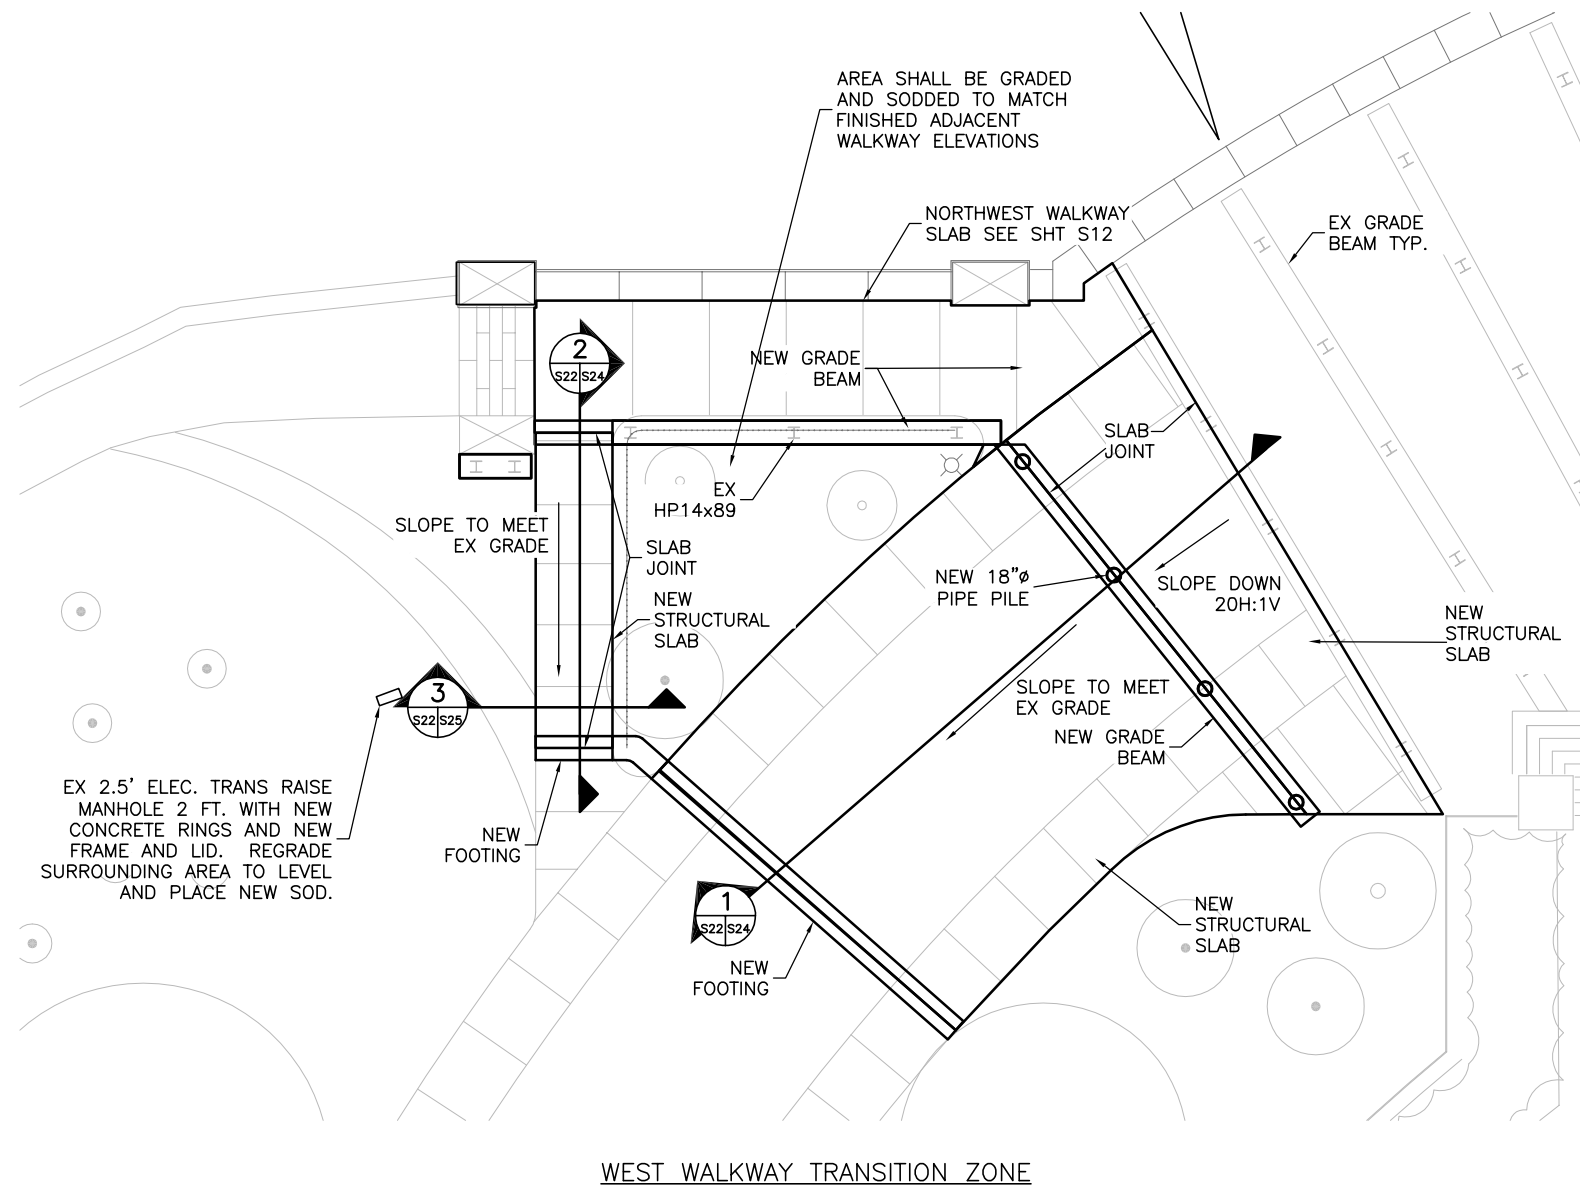 AREA SHALL BE GRADED
AND SODDED TO MATCH
FINISHED ADJACENT
WALKWAY ELEVATIONS
NORTHWEST WALKWAY
SLAB SEE SHT S12
EX GRADE
BEAM TYP.
2
S22 S24
NEW GRADE
BEAM
SLAB
JOINT
EX
HP14x89
SLOPE TO MEET
EX GRADE
SLAB
JOINT
NEW 18"ø
PIPE PILE
SLOPE DOWN
20H:1V
NEW
STRUCTURAL
SLAB
NEW
STRUCTURAL
SLAB
3
S22 S25
SLOPE TO MEET
EX GRADE
NEW GRADE
BEAM
EX 2.5' ELEC. TRANS RAISE
MANHOLE 2 FT. WITH NEW
CONCRETE RINGS AND NEW
FRAME AND LID. REGRADE
SURROUNDING AREA TO LEVEL
AND PLACE NEW SOD.
NEW
FOOTING
1
S22 S24
NEW
STRUCTURAL
SLAB
NEW
FOOTING
WEST WALKWAY TRANSITION ZONE